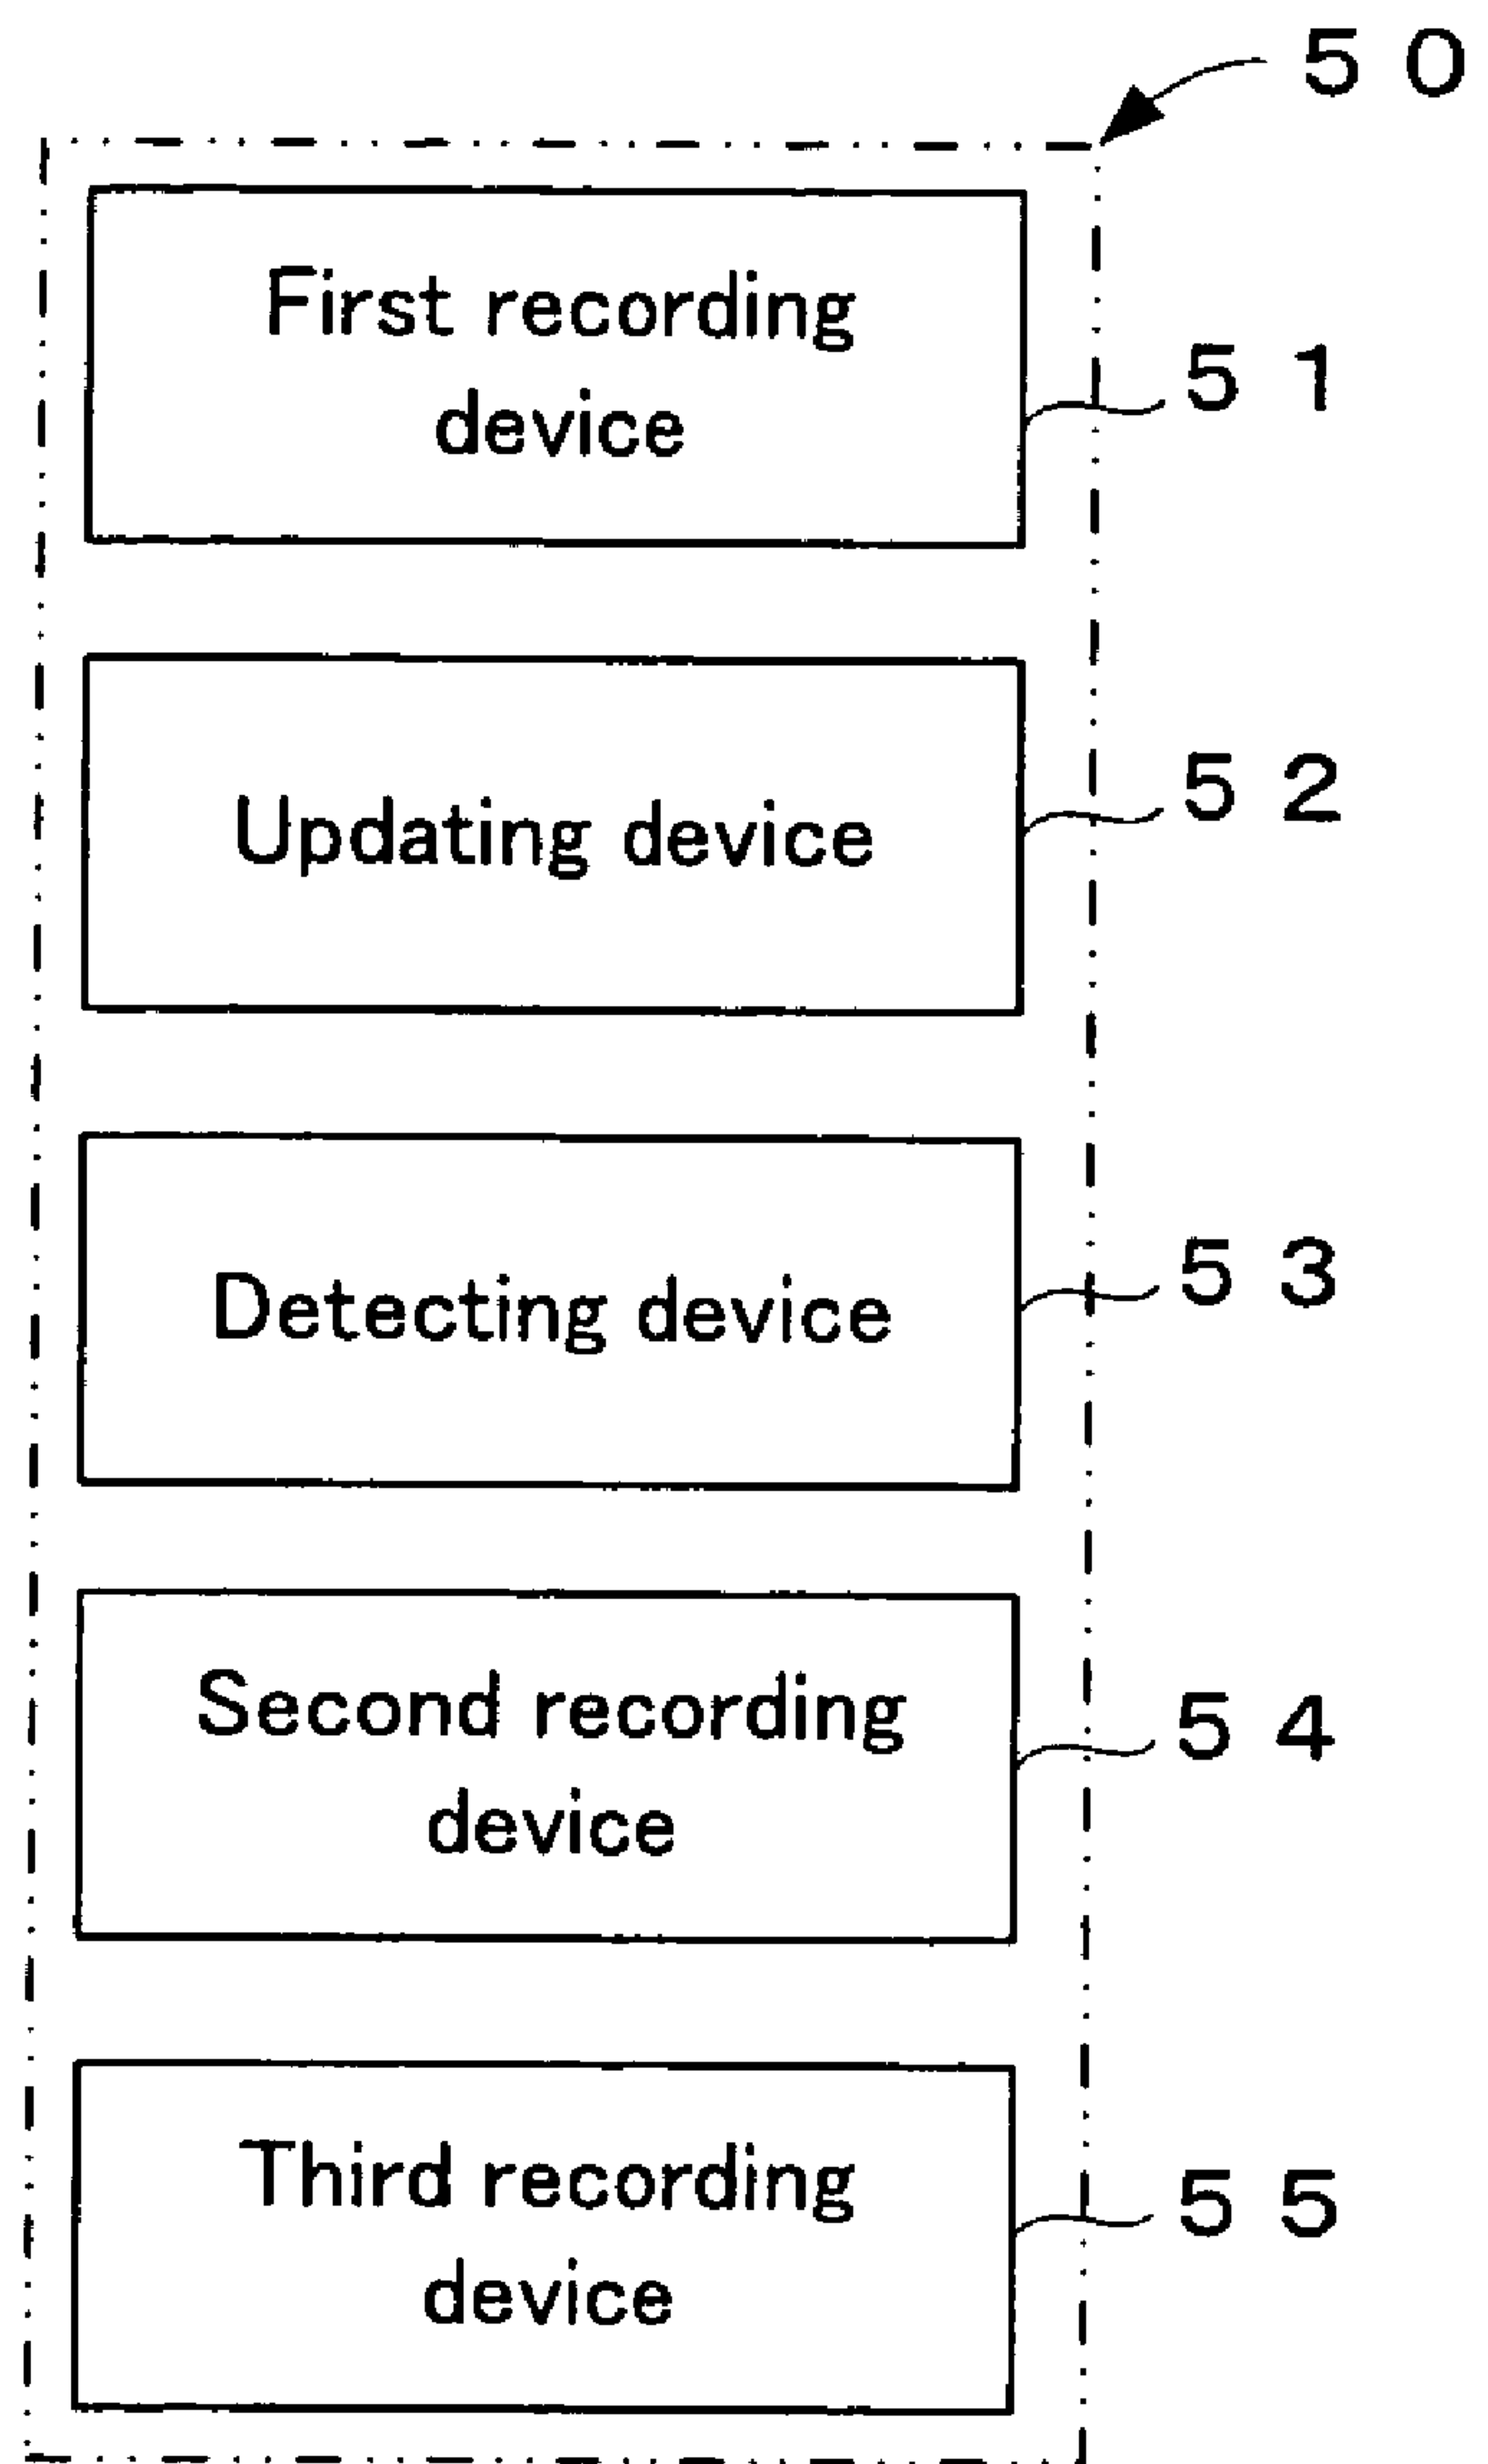 ５０
First recording
device
５１
Updating device
５２
Detecting device
５３
Second recording
device
５４
Third recording
device
５５